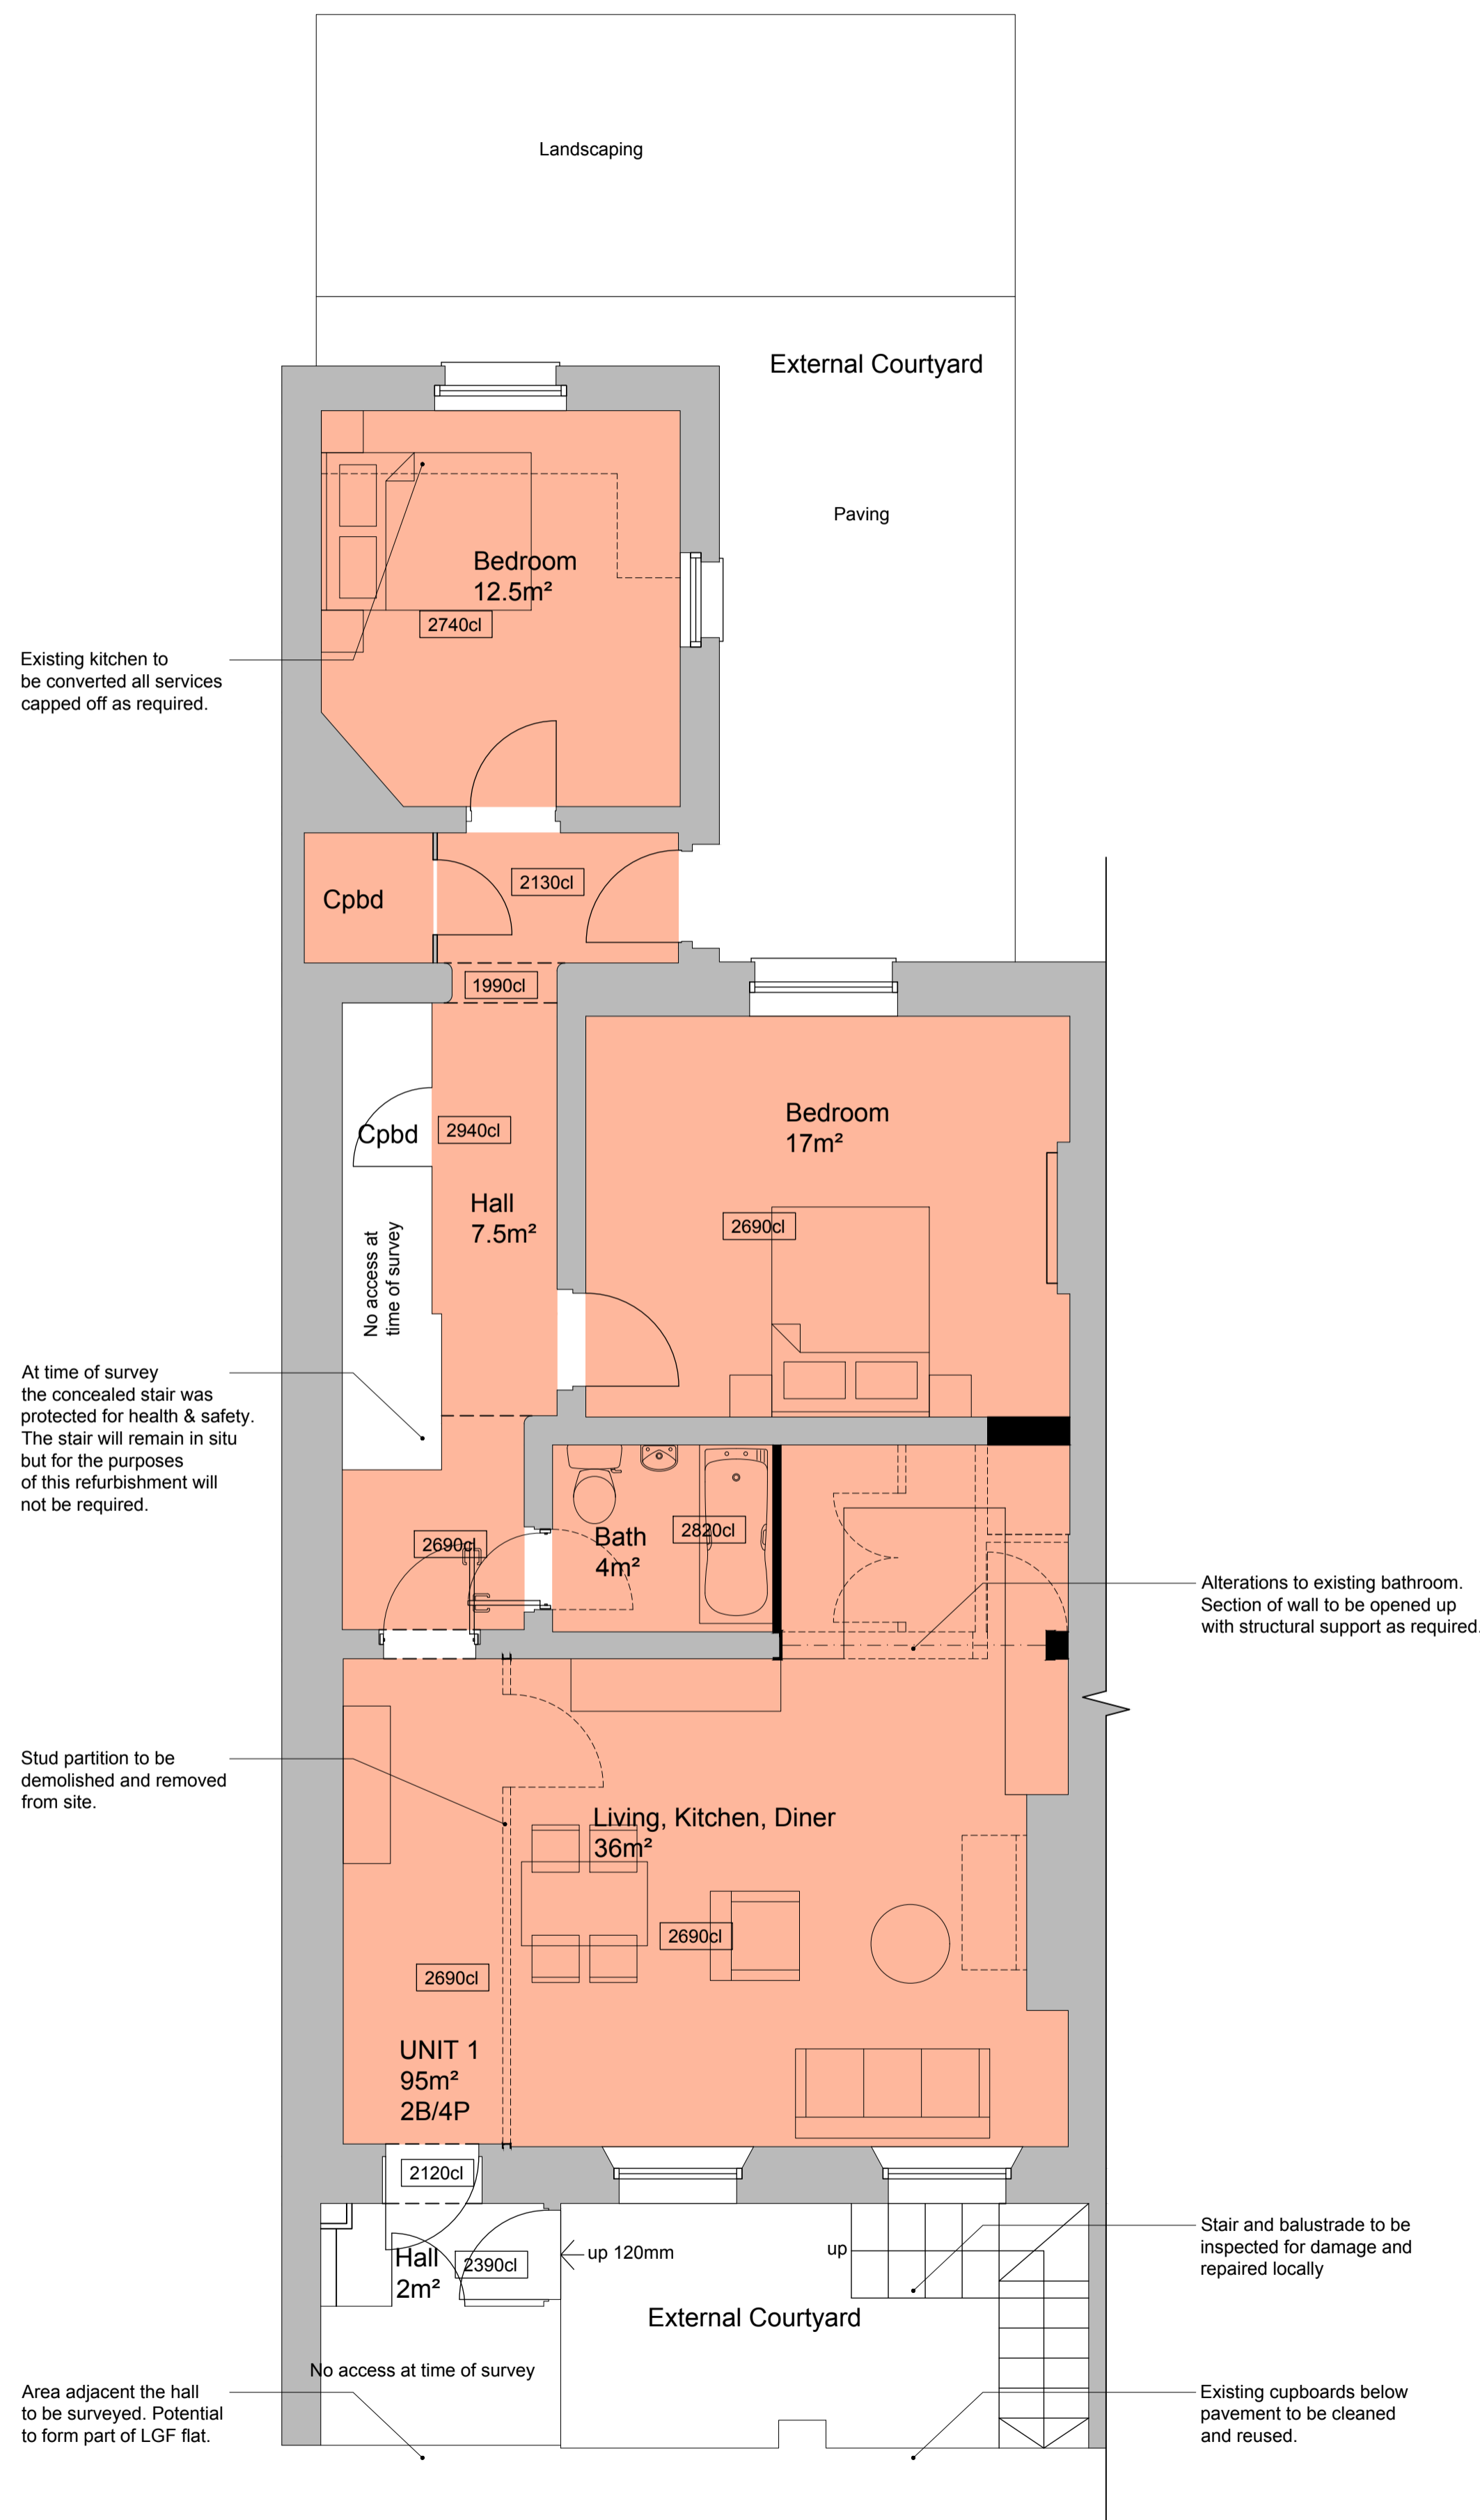 Landscaping
External Courtyard
Paving
Bedroom
12.5m²
2740cl
Existing kitchen to
be converted all services
capped off as required.
2130cl
Cpbd
1990cl
Bedroom
17m²
Cpbd
2940cl
Hall
7.5m²
2690cl
No access at
time of survey
At time of survey
the concealed stair was
protected for health & safety.
The stair will remain in situ
but for the purposes
of this refurbishment will
not be required.
2690cl
Bath
4m²
2820cl
Alterations to existing bathroom.
Section of wall to be opened up
with structural support as required.
Stud partition to be
demolished and removed
from site.
Living, Kitchen, Diner
36m²
2690cl
2690cl
UNIT 1
95m²
2B/4P
2120cl
Hall
2m²
2390cl
up 120mm
up
Stair and balustrade to be
inspected for damage and
repaired locally
External Courtyard
No access at time of survey
Area adjacent the hall
to be surveyed. Potential
to form part of LGF flat.
Existing cupboards below
pavement to be cleaned
and reused.